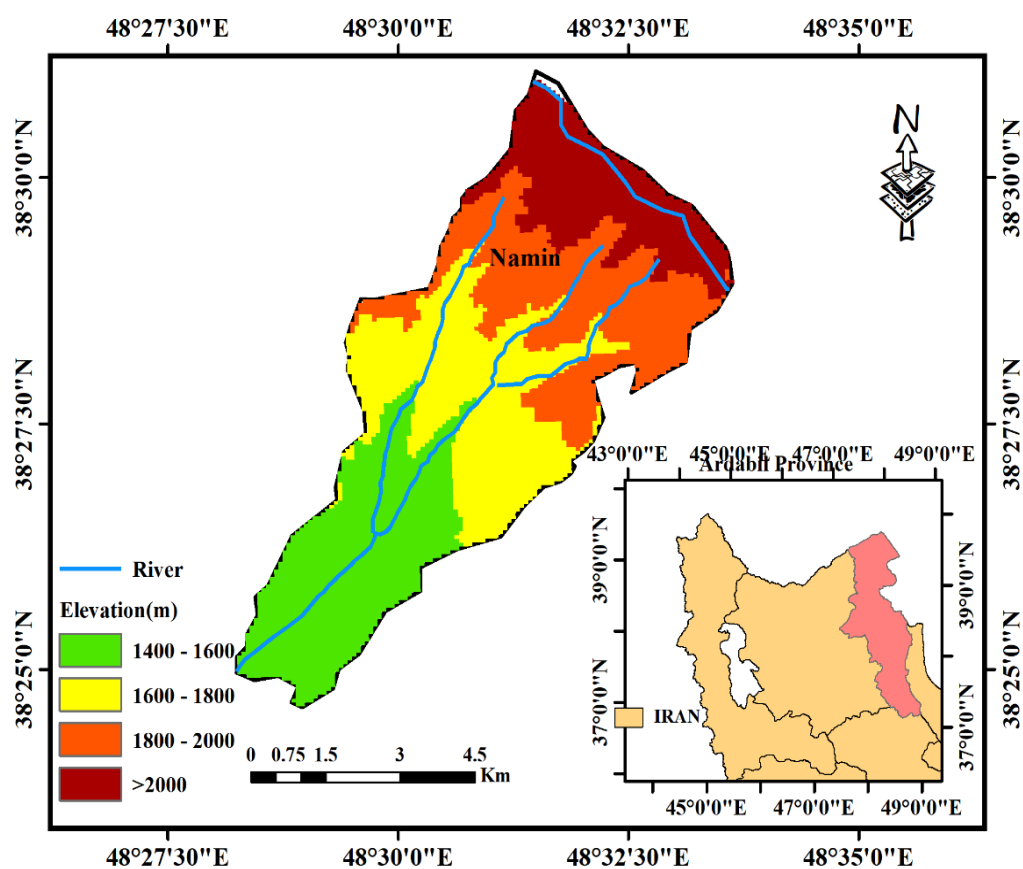 48°27'30"E 48°30'0"E 48°32'30"E 48°35'0"E
N
38°30'0"N 38°30'0"N
Namin
38°27'30"N 38°27'30"N
43°0'0"E 45°0'0"E 47°0'0"E 49°0'0"E
Ardabil Province
39°0'0"N 39°0'0"N
River
Elevation(m)
1400 - 1600
38°25'0"N 38°25'0"N
1600 - 1800
37°0'0"N IRAN 37°0'0"N
1800 - 2000
0 0.75 1.5 3 4.5
Km
>2000
45°0'0"E 47°0'0"E 49°0'0"E
48°27'30"E 48°30'0"E 48°32'30"E 48°35'0"E